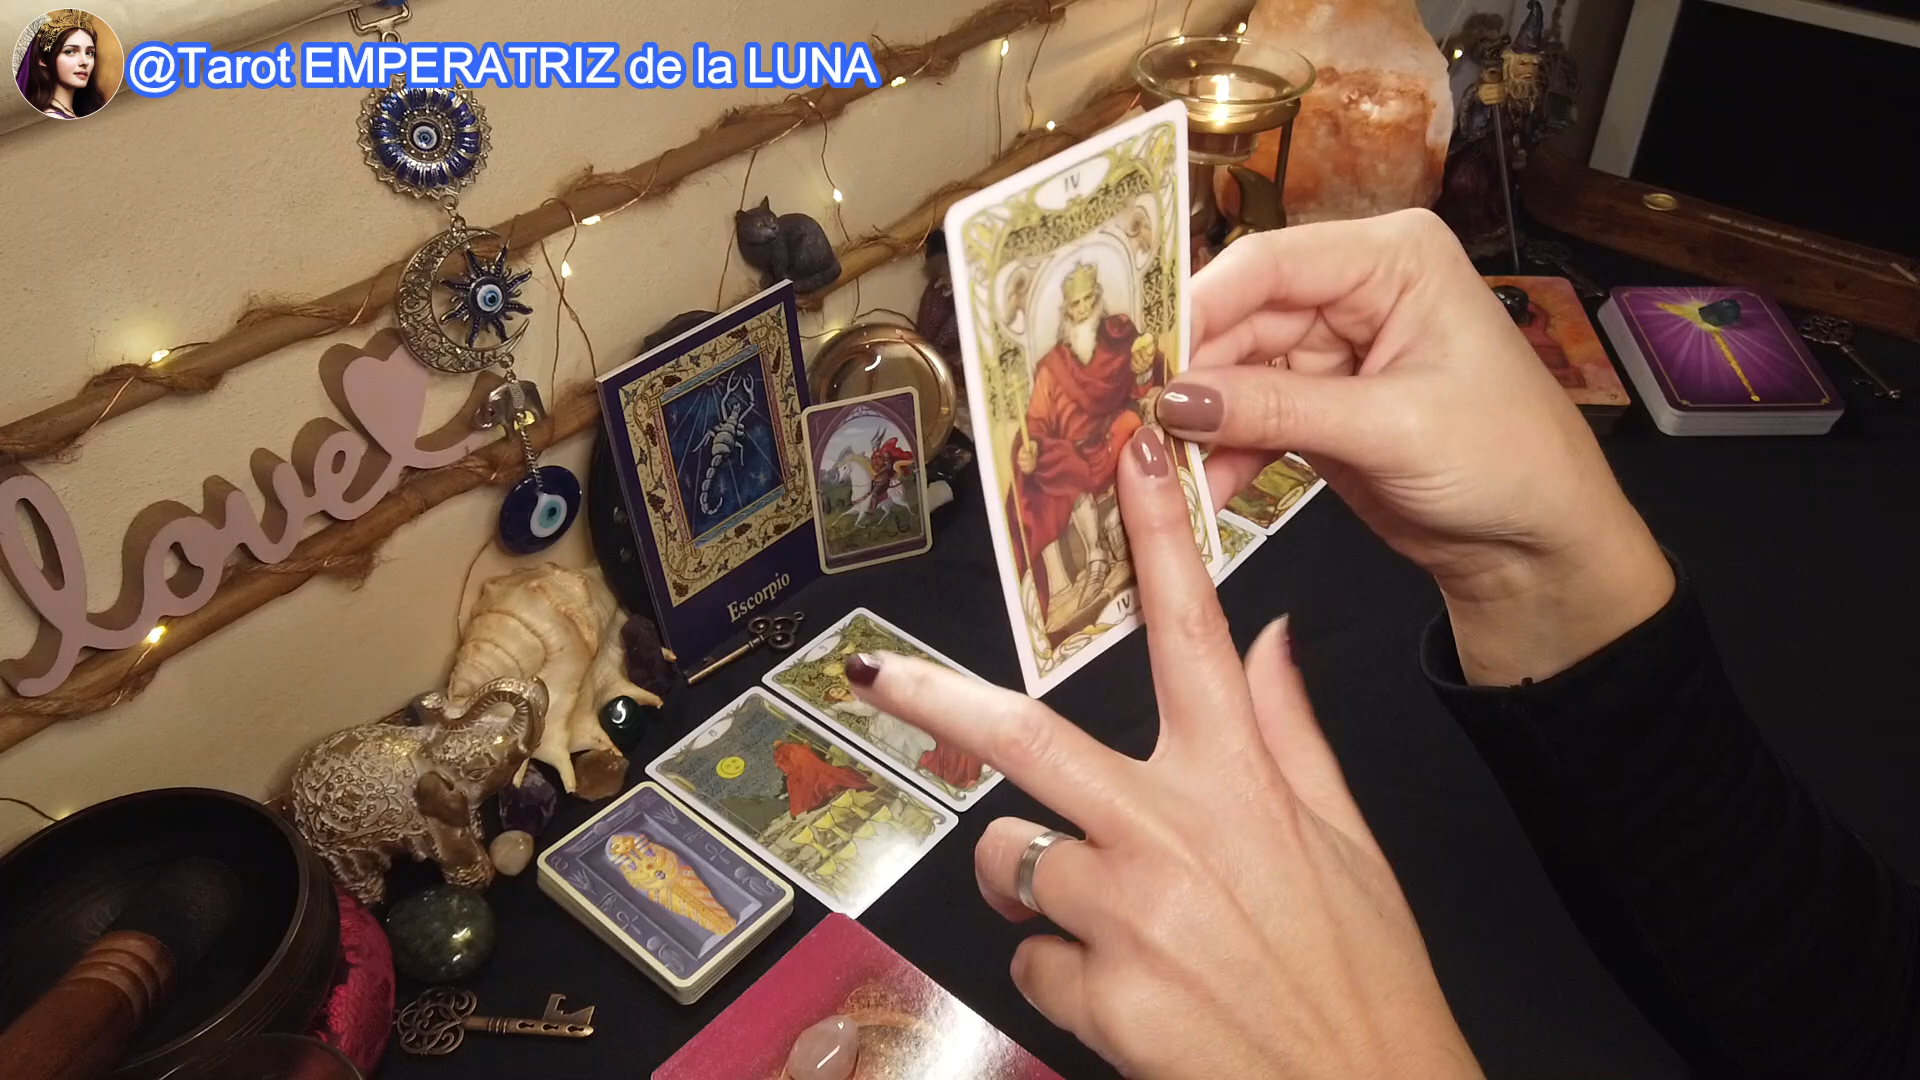 @Tarot EMPERATRIZ de la LUNA
IV
love
Escorpio
IV